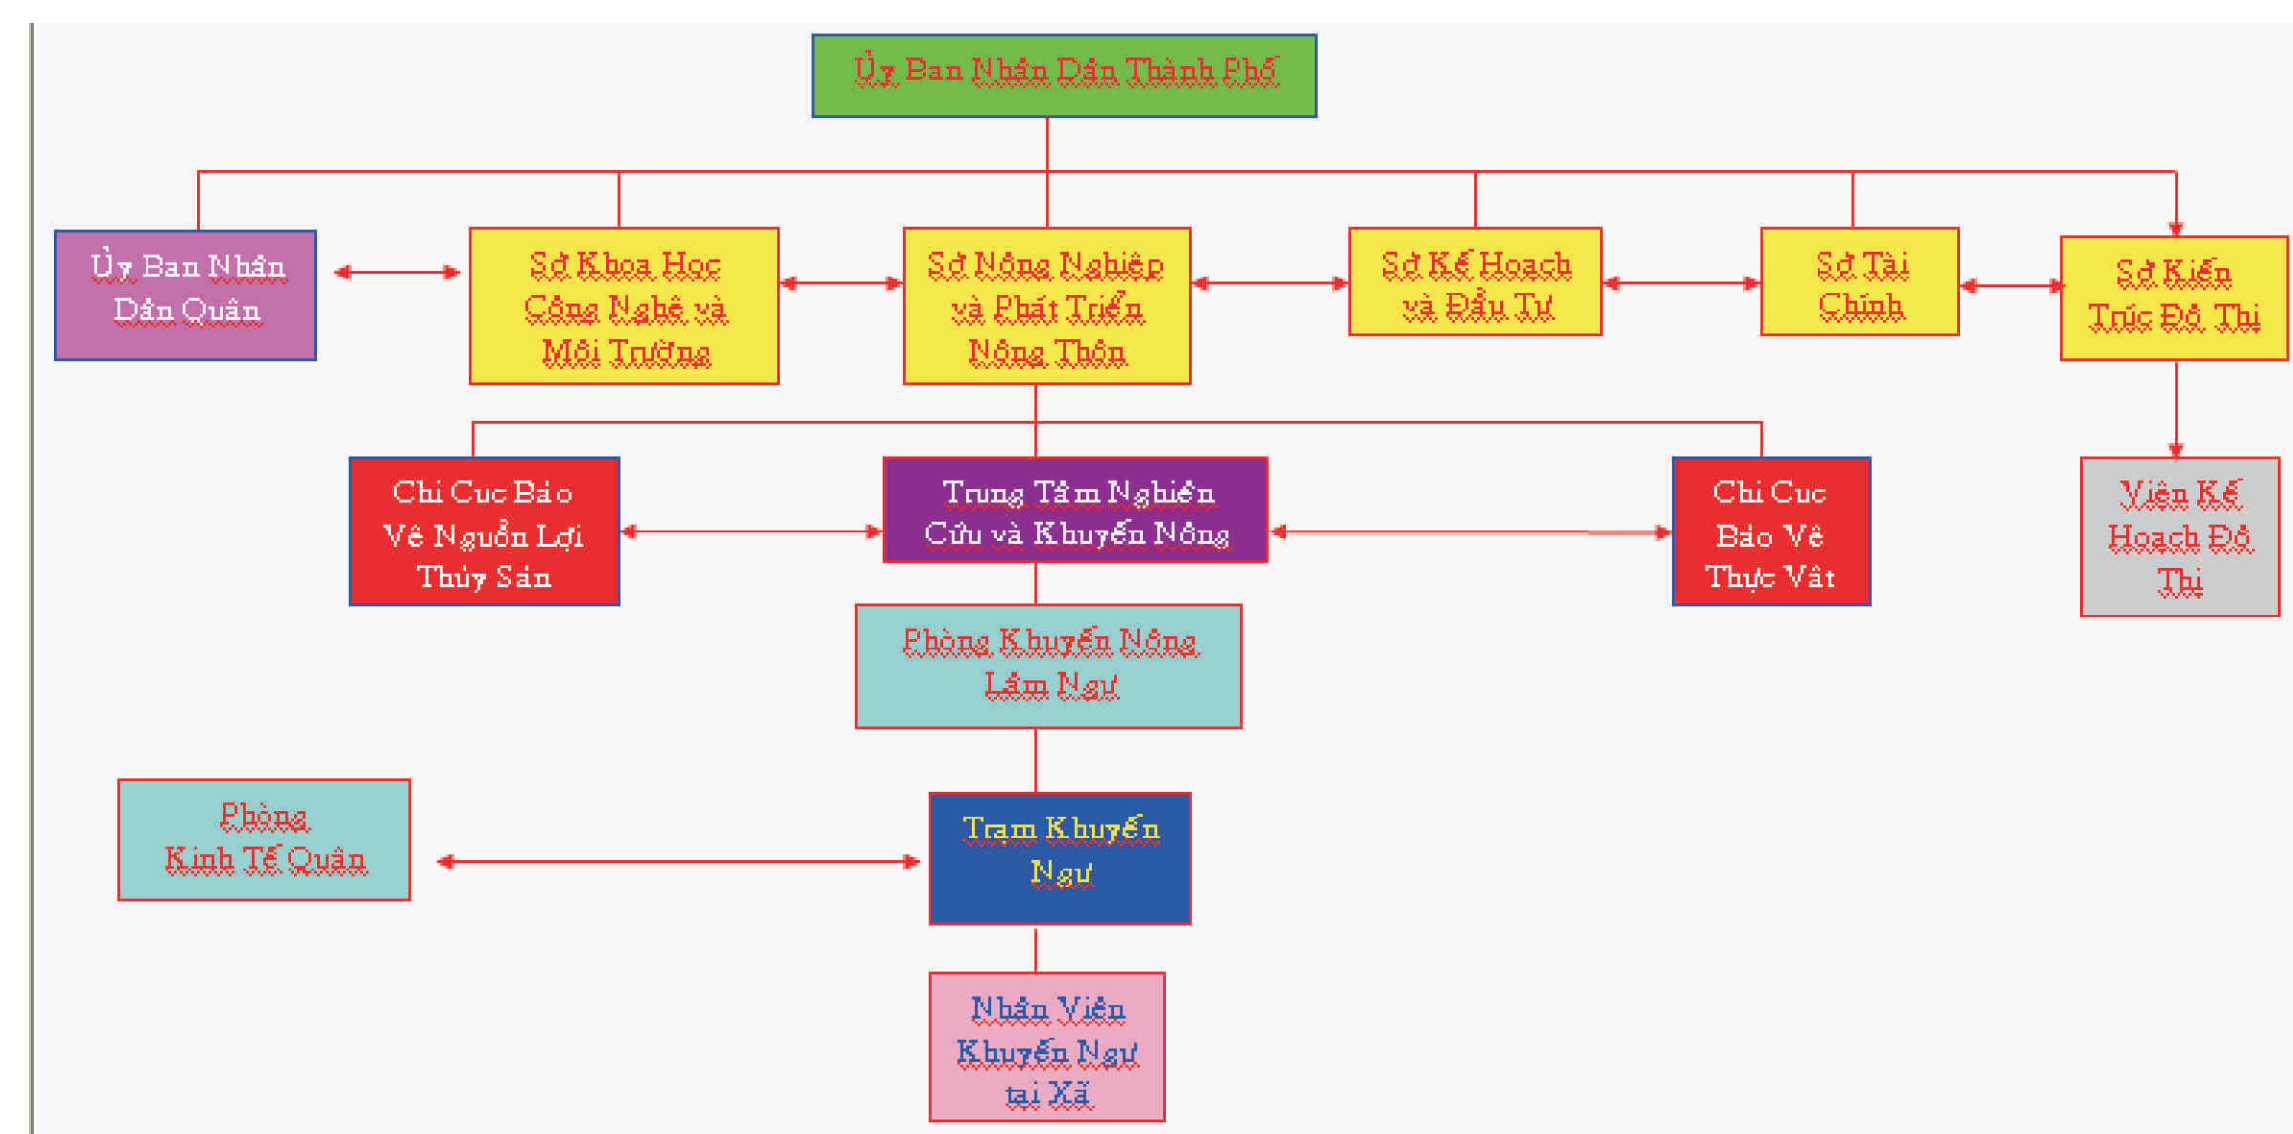 Ủy Ban Nhân Dân Thành Phố
Ủy Ban Nhân
Dân Quận
Sở Khoa Học
Công Nghệ và
Môi Trường
Sở Nông Nghiệp
và Phát Triển
Nông Thôn
Sở Kế Hoạch
và Đầu Tư
Sở Tài
Chính
Sở Kiến
Trúc Đô Thị
Chi Cục Bảo
Vệ Nguồn Lợi
Thủy Sản
Trung Tâm Nghiên
Cứu và Khuyến Nông
Chi Cục
Bảo Vệ
Thực Vật
Viện Kế
Hoạch Đô
Thị
Phòng Khuyến Nông
Lâm Ngư
Phòng
Kinh Tế Quận
Trạm Khuyến
Ngư
Nhân Viên
Khuyến Ngư
tại Xã